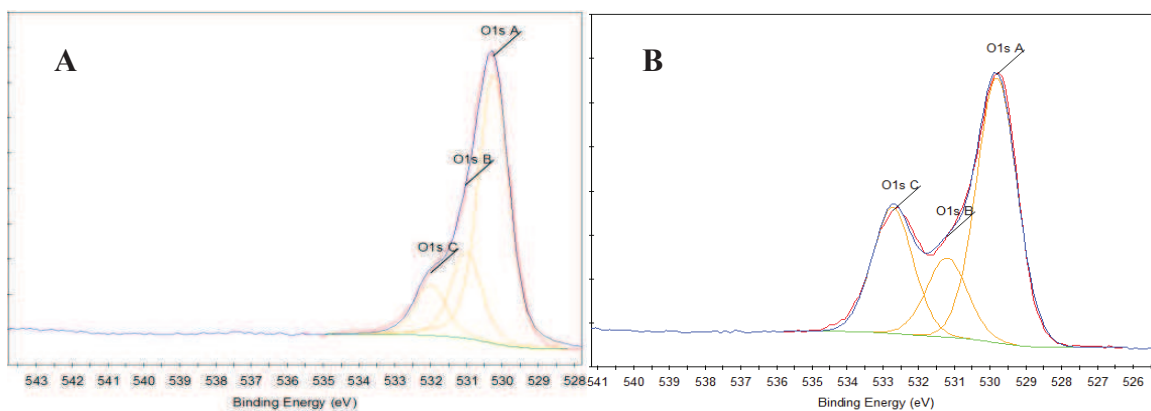 A
O1s A
O1s B
O1s C
543 542 541 540 539 538 537 536 535 534 533 532 531 530 529 528
Binding Energy (eV)
B
O1s A
O1s C
O1s B
541 540 539 538 537 536 535 534 533 532 531 530 529 528 527 526
Binding Energy (eV)